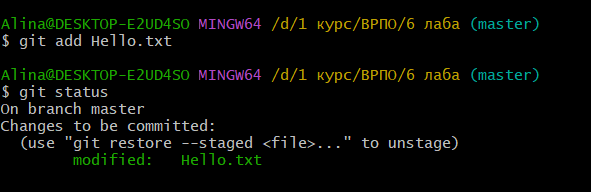 Alina@DESKTOP-E2UD4SO MINGW64 /d/1 курс/ВРПО/6 лаба (master)
$ git add Hello.txt
Alina@DESKTOP-E2UD4SO MINGW64 /d/1 курс/ВРПО/6 лаба (master)
$ git status
On branch master
Changes to be committed:
  (use "git restore --staged <file>..." to unstage)
        modified:   Hello.txt